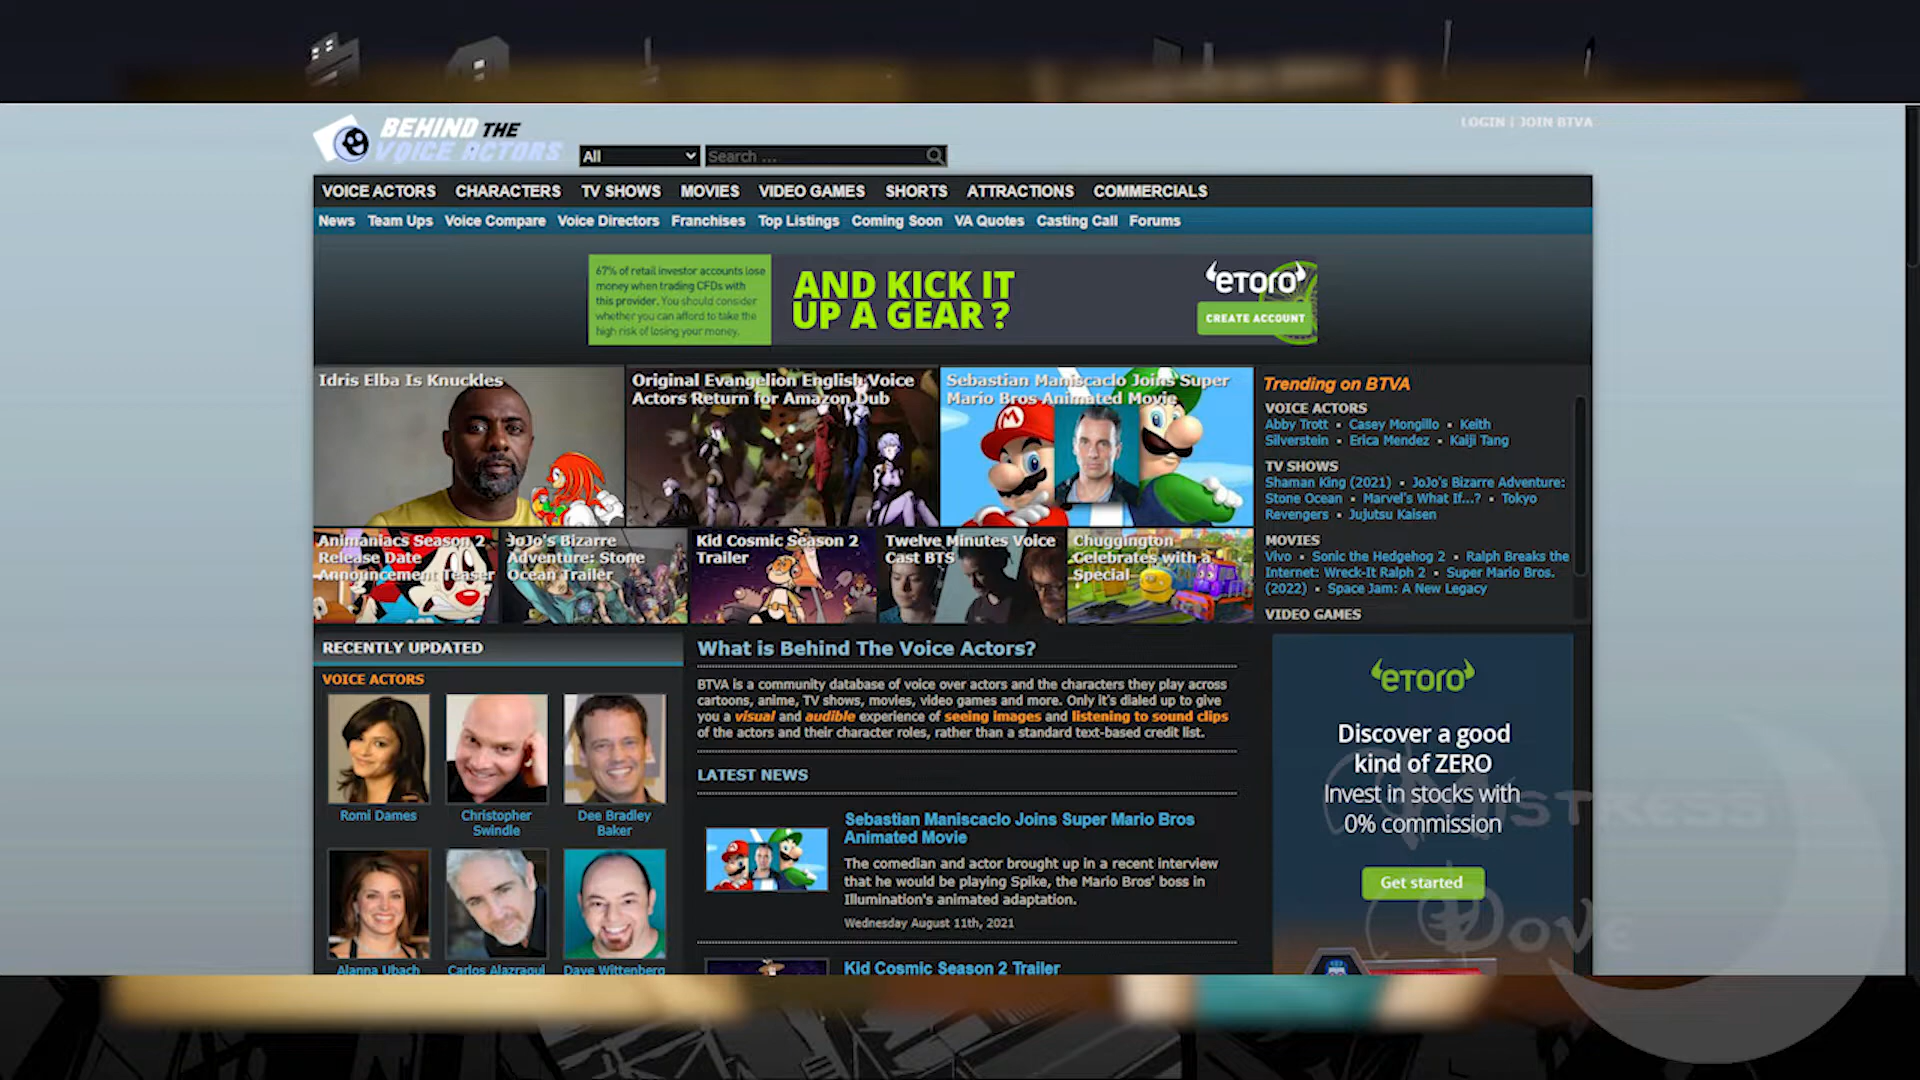 BEHIND THE
VOICE ACTORS
All
Search ...
LOGIN | JOIN BTVA
VOICE ACTORS CHARACTERS TV SHOWS MOVIES VIDEO GAMES SHORTS ATTRACTIONS COMMERCIALS
News Team Ups Voice Compare Voice Directors Franchises Top Listings Coming Soon VA Quotes Casting Call Forums
67% of retail investor accounts lose
money when trading CFDs with
this provider. You should consider
whether you can afford to take the
high risk of losing your money.
AND KICK IT
UP A GEAR ?
eToro
CREATE ACCOUNT
Idris Elba Is Knuckles
Original Evangelion English Voice
Actors Return for Amazon Dub
Sebastian Maniscaclo Joins Super
Mario Bros Animated Movie
Animaniacs Season 2
Release Date
Announcement Teaser
JoJo's Bizarre
Adventure: Stone
Ocean Trailer
Kid Cosmic Season 2
Trailer
Twelve Minutes Voice
Cast BTS
Chuggington
Celebrates with a
Special
Trending on BTVA
VOICE ACTORS
Abby Trott ▪ Casey Mongillo ▪ Keith
Silverstein ▪ Erica Mendez ▪ Kaiji Tang
TV SHOWS
Shaman King (2021) ▪ JoJo's Bizarre Adventure:
Stone Ocean ▪ Marvel's What If...? ▪ Tokyo
Revengers ▪ Jujutsu Kaisen
MOVIES
Vivo ▪ Sonic the Hedgehog 2 ▪ Ralph Breaks the
Internet: Wreck-It Ralph 2 ▪ Super Mario Bros.
(2022) ▪ Space Jam: A New Legacy
VIDEO GAMES
RECENTLY UPDATED
VOICE ACTORS
Romi Dames
Christopher
Swindle
Dee Bradley
Baker
Alanna Ubach
Carlos Alazraqui
Dave Wittenberg
What is Behind The Voice Actors?
BTVA is a community database of voice over actors and the characters they play across
cartoons, anime, TV shows, movies, video games and more. Only it's dialed up to give
you a visual and audible experience of seeing images and listening to sound clips
of the actors and their character roles, rather than a standard text-based credit list.
LATEST NEWS
Sebastian Maniscaclo Joins Super Mario Bros
Animated Movie
The comedian and actor brought up in a recent interview
that he would be playing Spike, the Mario Bros' boss in
Illumination's animated adaptation.
Wednesday August 11th, 2021
Kid Cosmic Season 2 Trailer
eToro
Discover a good
kind of ZERO
Invest in stocks with
0% commission
Get started
Mistress
Dove